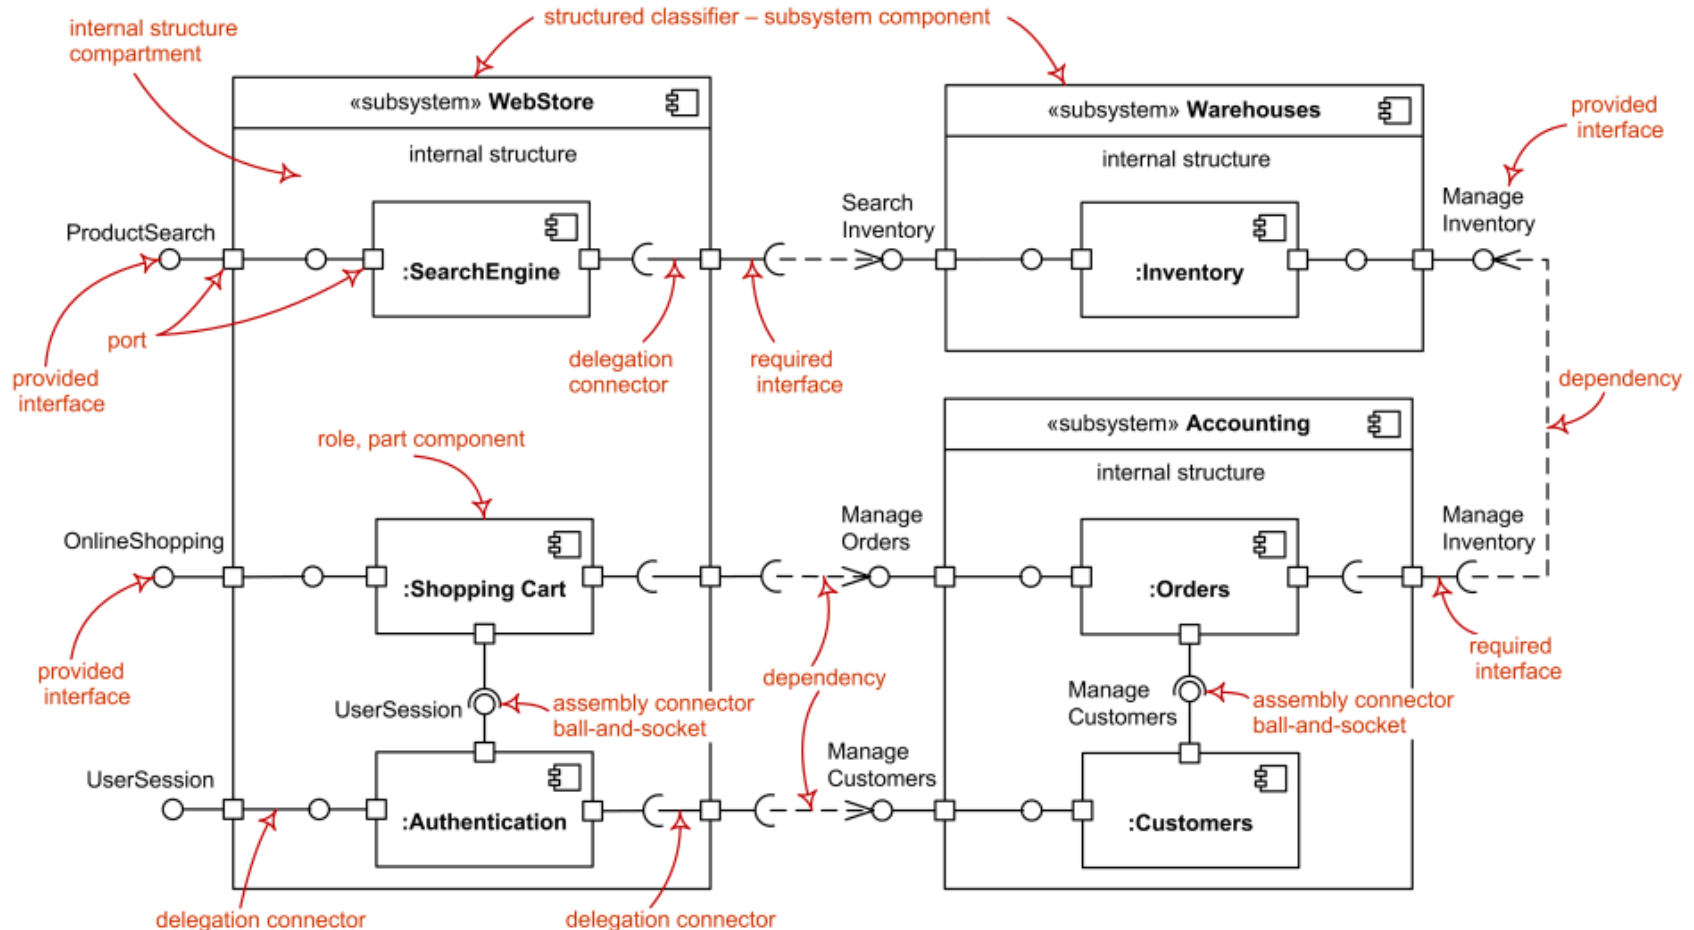 structured classifier – subsystem component
internal structure
compartment
«subsystem» WebStore
«subsystem» Warehouses
provided
interface
internal structure
internal structure
ProductSearch
Search
Inventory
Manage
Inventory
:SearchEngine
:Inventory
port
provided
interface
delegation
connector
required
interface
dependency
«subsystem» Accounting
role, part component
internal structure
OnlineShopping
Manage
Orders
Manage
Inventory
:Shopping Cart
:Orders
provided
interface
required
interface
dependency
UserSession
assembly connector
ball-and-socket
Manage
Customers
assembly connector
ball-and-socket
UserSession
Manage
Customers
:Authentication
:Customers
delegation connector
delegation connector